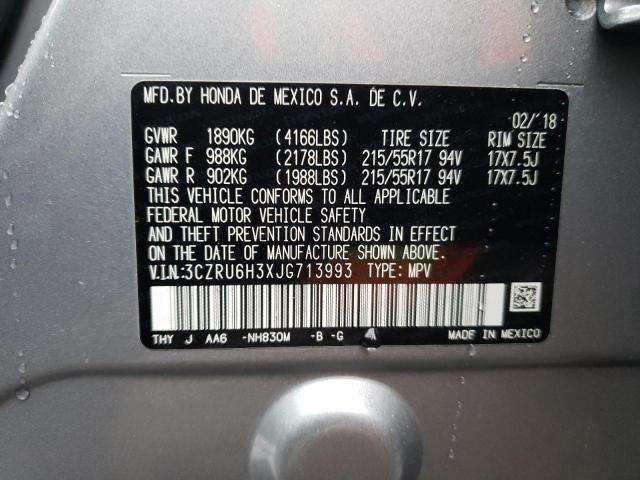 MFD.BY HONDA DE MEXICO S.A. DE C.V.
02/'18
GVWR 1890KG (4166LBS) TIRE SIZE RIM SIZE
GAWR F 988KG (2178LBS) 215/55R17 94V 17X7.5J
GAWR R 902KG (1988LBS) 215/55R17 94V 17X7.5J
THIS VEHICLE CONFORMS TO ALL APPLICABLE
FEDERAL MOTOR VEHICLE SAFETY
AND THEFT PREVENTION STANDARDS IN EFFECT
ON THE DATE OF MANUFACTURE SHOWN ABOVE.
V.I.N.:3CZRU6H3XJG713993 TYPE: MPV
THY J AA6 -NH830M -B -G A MADE IN MEXICO